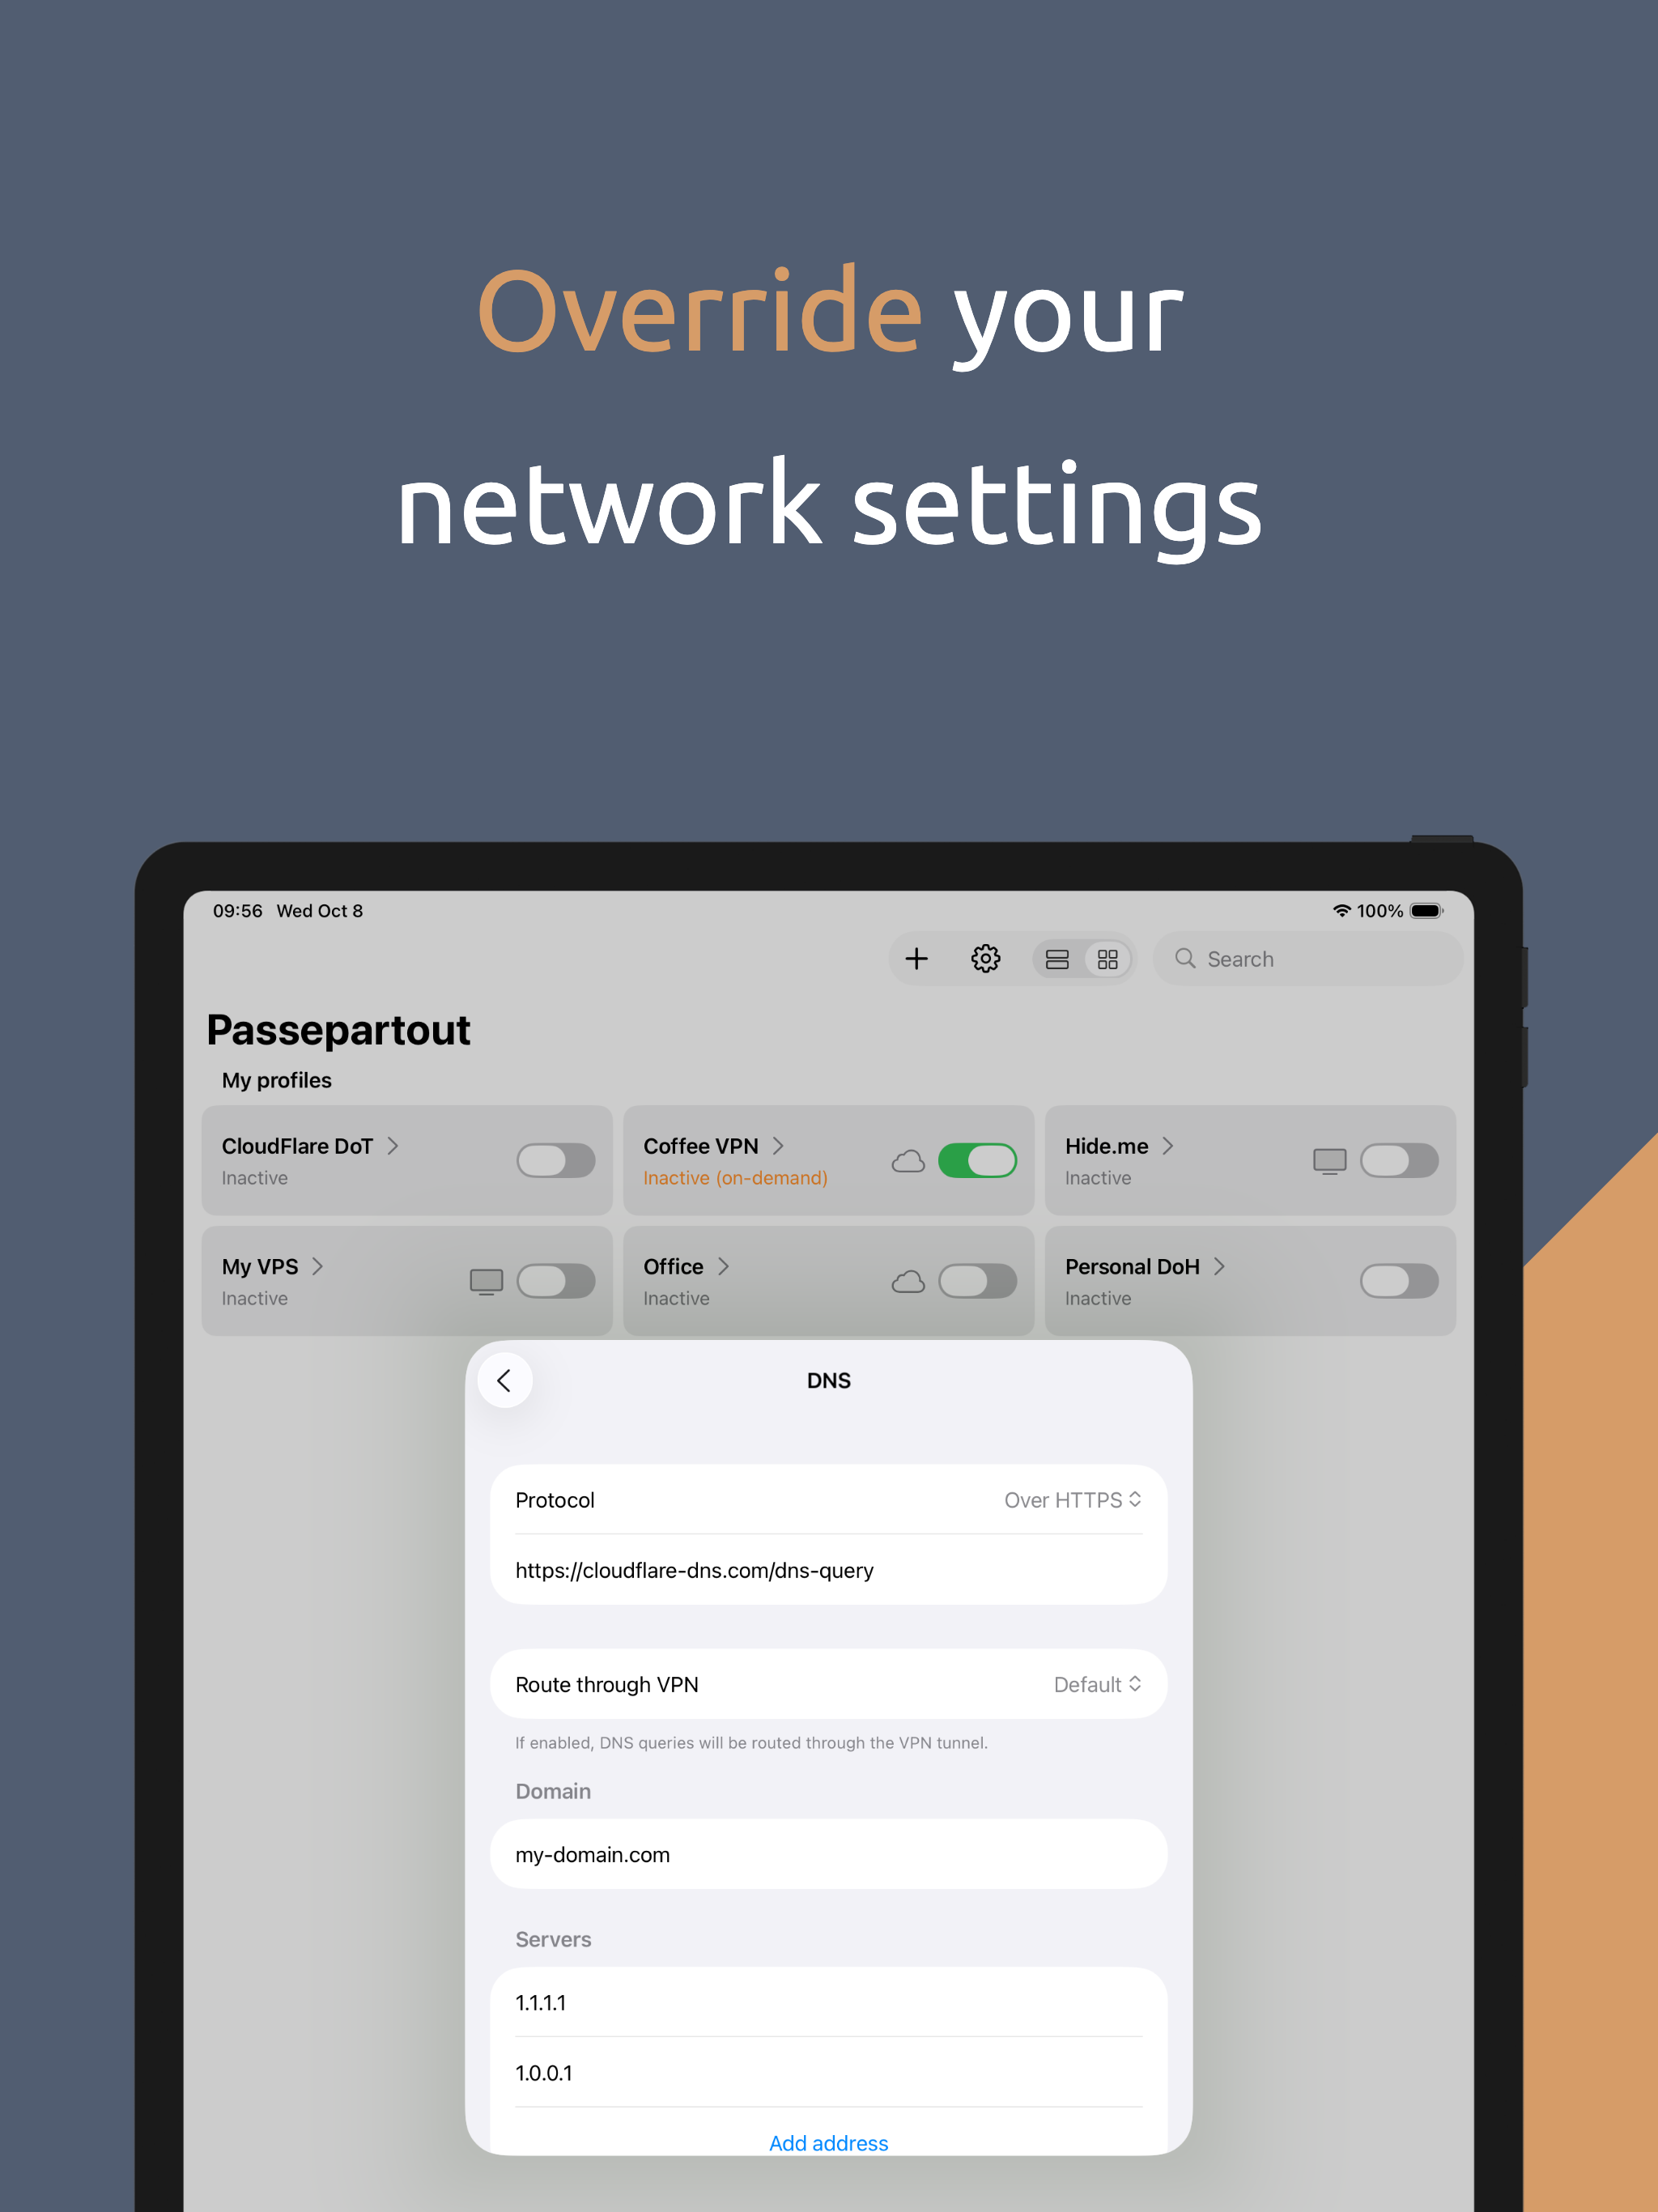 Override your
network settings
09:56 Wed Oct 8
100%
Search
Passepartout
My profiles
CloudFlare DoT
Inactive
Coffee VPN
Inactive (on-demand)
Hide.me
Inactive
My VPS
Inactive
Office
Inactive
Personal DoH
Inactive
DNS
Protocol
Over HTTPS
https://cloudflare-dns.com/dns-query
Route through VPN
Default
If enabled, DNS queries will be routed through the VPN tunnel.
Domain
my-domain.com
Servers
1.1.1.1
1.0.0.1
Add address